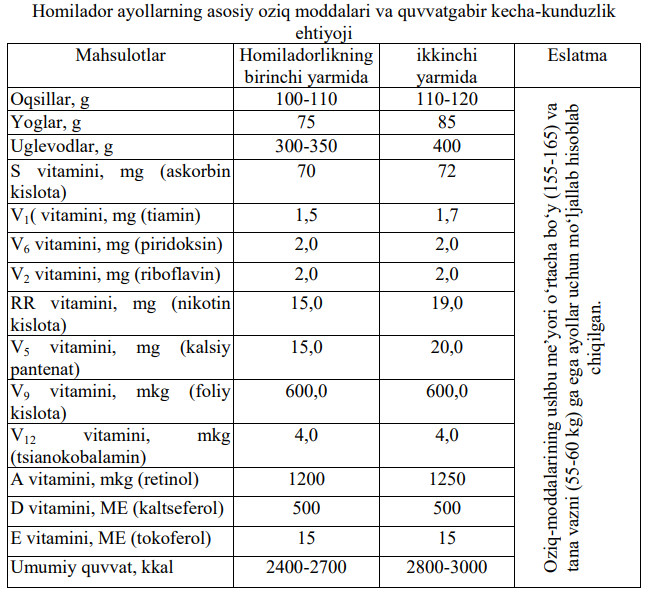 Homilador ayollarning asosiy oziq moddalari va quvvatgabir kecha-kunduzlik
ehtiyoji
Mahsulotlar Homiladorlikning ikkinchi Eslatma
birinchi yarmida yarmida
Oqsillar, g 100-110 110-120
Yoglar, g 75 85
Uglevodlar, g 300-350 400
S vitamini, mg (askorbin 70 72
kislota)
V1( vitamini, mg (tiamin) 1,5 1,7
V6 vitamini, mg (piridoksin) 2,0 2,0
V2 vitamini, mg (riboflavin) 2,0 2,0
RR vitamini, mg (nikotin 15,0 19,0
kislota)
V5 vitamini, mg (kalsiy 15,0 20,0
pantenat)
V9 vitamini, mkg (foliy 600,0 600,0
kislota)
V12 vitamini, mkg 4,0 4,0
(tsianokobalamin)
A vitamini, mkg (retinol) 1200 1250
D vitamini, ME (kaltseferol) 500 500
E vitamini, ME (tokoferol) 15 15
Umumiy quvvat, kkal 2400-2700 2800-3000
Oziq-moddalarining ushbu me’yori o‘rtacha bo‘y (155-165) va
tana vazni (55-60 kg) ga ega ayollar uchun mo‘ljallab hisoblab
chiqilgan.